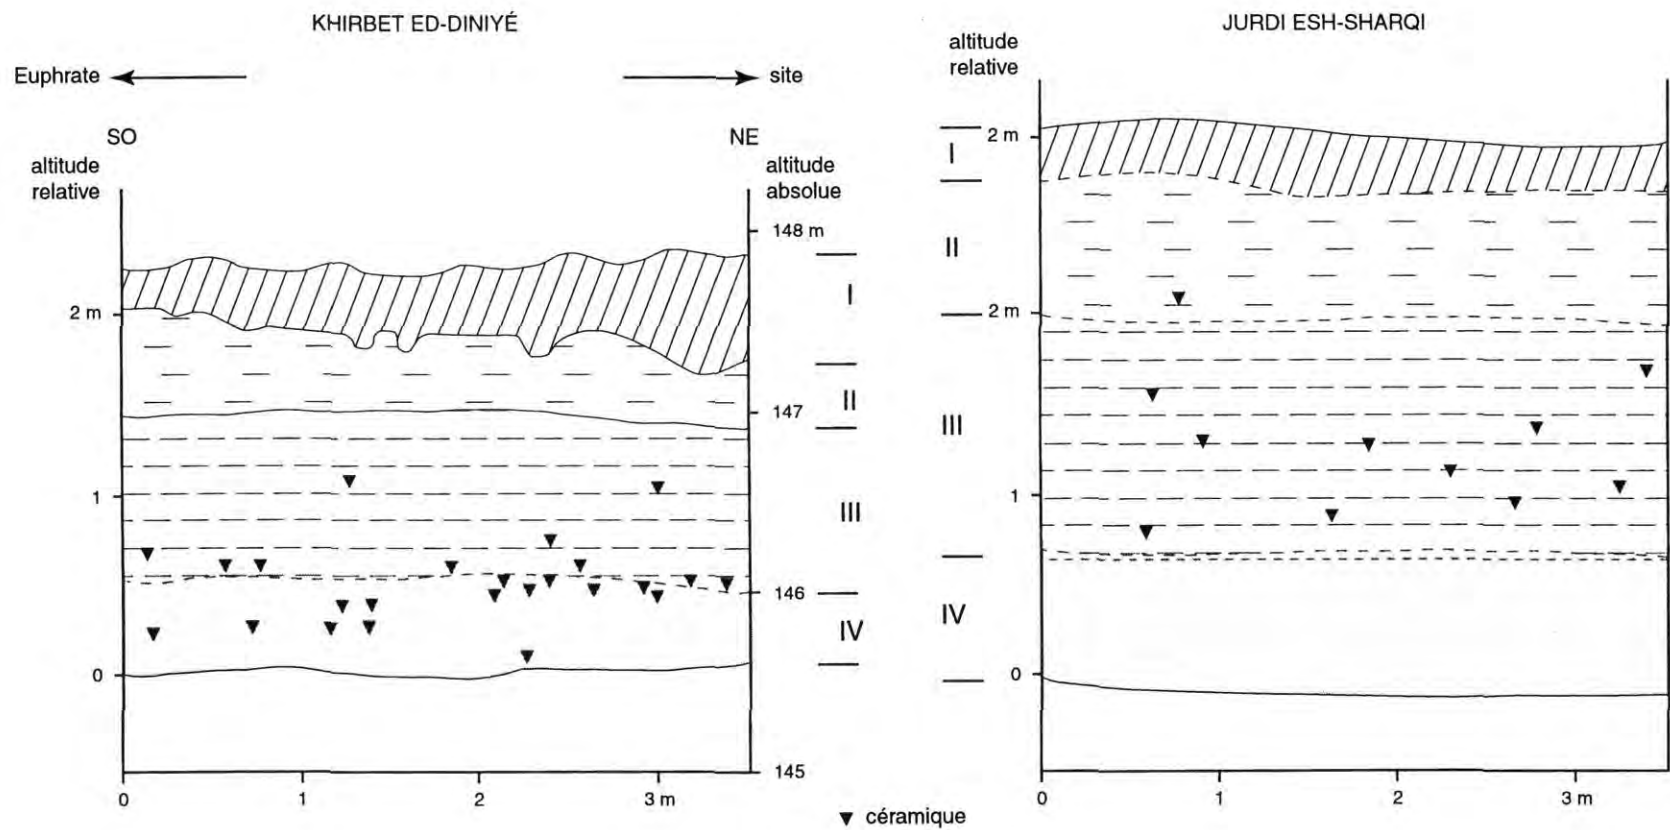 KHIRBET ED-DINIYÉ
Euphrate
site
SO
NE
altitude
relative
altitude
absolue
148 m
2 m
147
1
146
0
145
0
1
2
3 m
I
II
III
IV
JURDI ESH-SHARQI
altitude
relative
2 m
2 m
1
0
0
1
2
3 m
I
II
III
IV
céramique